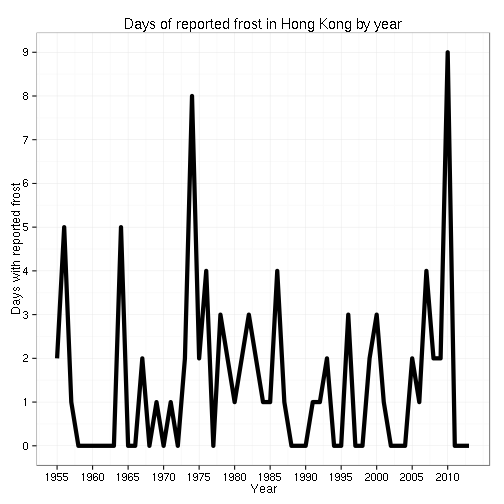 Days of reported frost in Hong Kong by year
Days with reported frost
9
8
7
6
5
4
3
2
1
0
1955 1960 1965 1970 1975 1980 1985 1990 1995 2000 2005 2010
Year